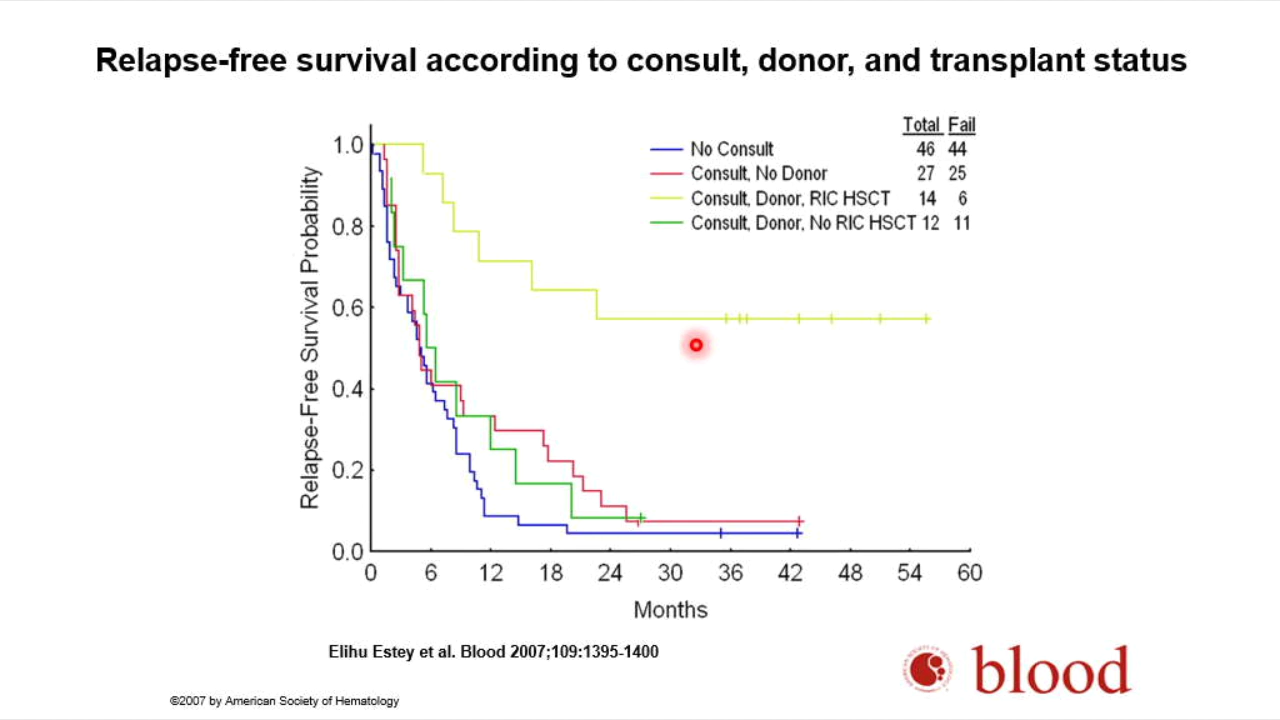 Relapse-free survival according to consult, donor, and transplant status
Total Fail
No Consult 46 44
Consult, No Donor 27 25
Consult, Donor, RIC HSCT 14 6
Consult, Donor, No RIC HSCT 12 11
Relapse-Free Survival Probability
1.0
0.8
0.6
0.4
0.2
0.0
0 6 12 18 24 30 36 42 48 54 60
Months
Elihu Estey et al. Blood 2007;109:1395-1400
blood
©2007 by American Society of Hematology